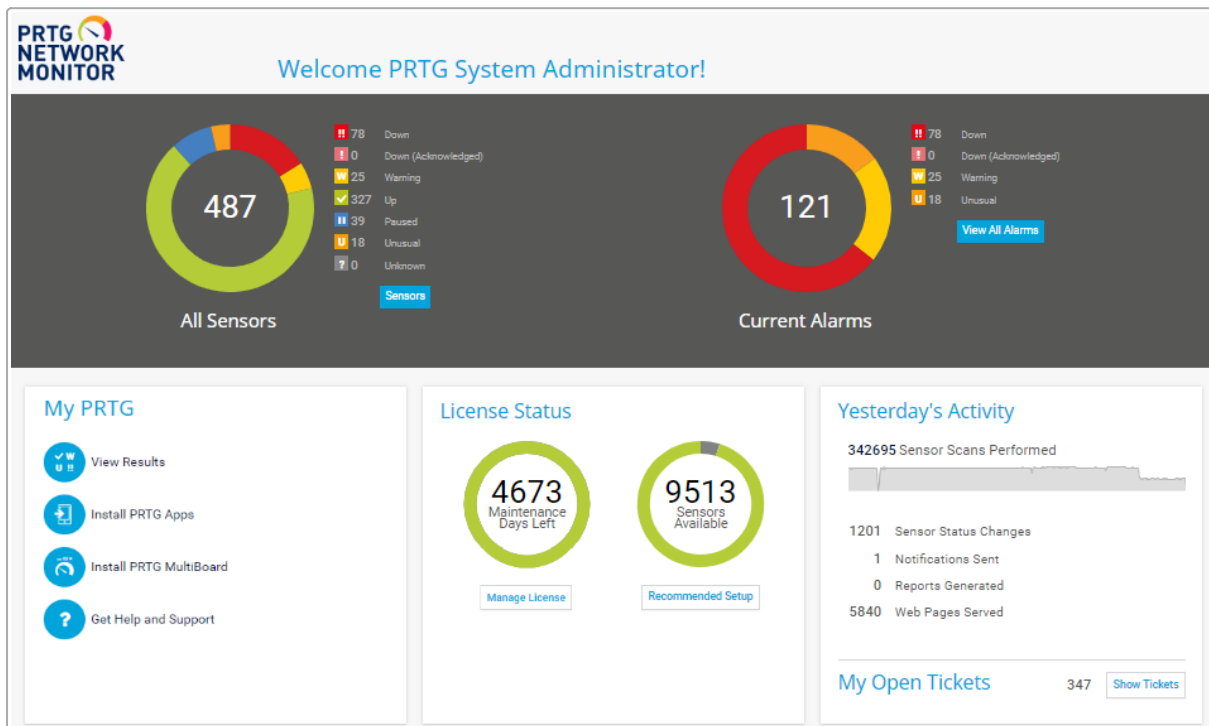 PRTG
NETWORK
MONITOR
Welcome PRTG System Administrator!
487
All Sensors
!! 78 Down
! 0 Down (Acknowledged)
W 25 Warning
327 Up
39 Paused
U 18 Unusual
? 0 Unknown
Sensors
121
Current Alarms
!! 78 Down
! 0 Down (Acknowledged)
W 25 Warning
U 18 Unusual
View All Alarms
My PRTG
W
U !!
View Results
Install PRTG Apps
Install PRTG MultiBoard
? Get Help and Support
License Status
4673
Maintenance
Days Left
Manage License
9513
Sensors
Available
Recommended Setup
Yesterday's Activity
342695 Sensor Scans Performed
1201 Sensor Status Changes
1 Notifications Sent
0 Reports Generated
5840 Web Pages Served
My Open Tickets 347 Show Tickets